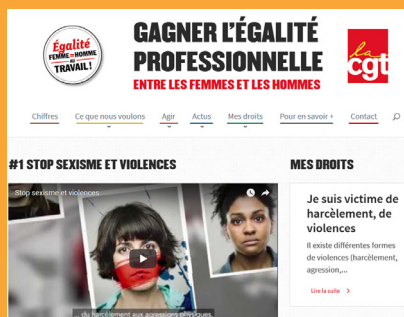 Égalité
FEMME=HOMME
AU
TRAVAIL!
GAGNER L'ÉGALITÉ
PROFESSIONNELLE
ENTRE LES FEMMES ET LES HOMMES
la
cgt
Chiffres Ce que nous voulons Agir Actus Mes droits Pour en savoir + Contact
#1 STOP SEXISME ET VIOLENCES
Stop sexisme et violences
... du harcèlement aux agressions physiques,
MES DROITS
Je suis victime de
harcèlement, de
violences
Il existe différentes formes
de violences (harcèlement,
agression,...
Lire la suite >